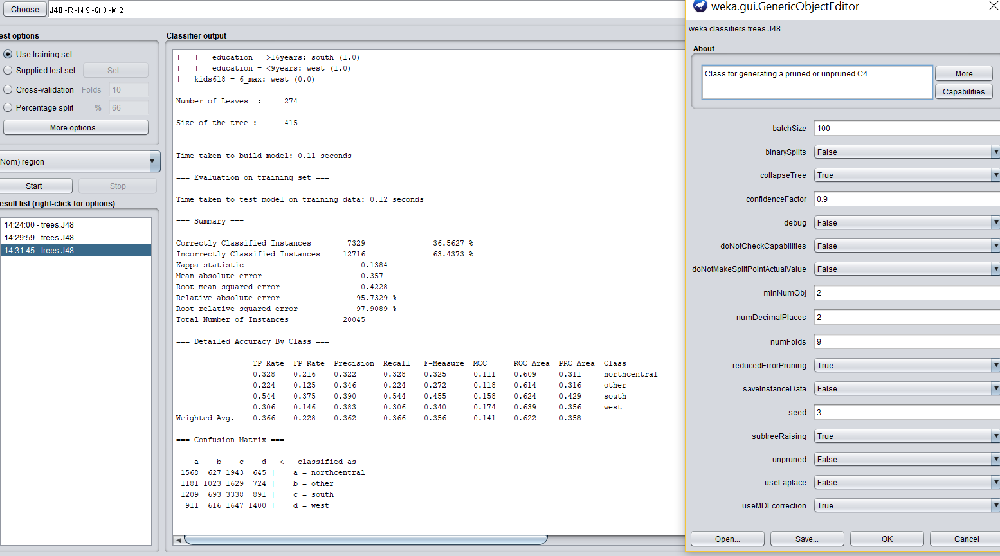 Choose
J48 -R -N 9 -Q 3 -M 2
est options
Use training set
Supplied test set Set...
Cross-validation Folds 10
Percentage split % 66
More options...
Nom) region
Start Stop
esult list (right-click for options)
14:24:00 - trees.J48
14:29:59 - trees.J48
14:31:45 - trees.J48
Classifier output
| | education = >16years: south (1.0)
| | education = <9years: west (1.0)
| kids618 = 6_max: west (0.0)
Number of Leaves : 274
Size of the tree : 415
Time taken to build model: 0.11 seconds
=== Evaluation on training set ===
Time taken to test model on training data: 0.12 seconds
=== Summary ===
Correctly Classified Instances 7329 36.5627 %
Incorrectly Classified Instances 12716 63.4373 %
Kappa statistic 0.1384
Mean absolute error 0.357
Root mean squared error 0.4228
Relative absolute error 95.7329 %
Root relative squared error 97.9089 %
Total Number of Instances 20045
=== Detailed Accuracy By Class ===
TP Rate FP Rate Precision Recall F-Measure MCC ROC Area PRC Area Class
0.328 0.216 0.322 0.328 0.325 0.111 0.609 0.311 northcentral
0.224 0.125 0.346 0.224 0.272 0.118 0.614 0.316 other
0.544 0.375 0.390 0.544 0.455 0.158 0.624 0.429 south
0.306 0.146 0.383 0.306 0.340 0.174 0.639 0.356 west
Weighted Avg. 0.366 0.228 0.362 0.366 0.356 0.141 0.622 0.358
=== Confusion Matrix ===
a b c d <-- classified as
1568 627 1943 645 | a = northcentral
1181 1023 1629 724 | b = other
1209 693 3338 891 | c = south
911 616 1647 1400 | d = west
weka.gui.GenericObjectEditor
weka.classifiers.trees.J48
About
Class for generating a pruned or unpruned C4.
More
Capabilities
batchSize 100
binarySplits False
collapseTree True
confidenceFactor 0.9
debug False
doNotCheckCapabilities False
doNotMakeSplitPointActualValue False
minNumObj 2
numDecimalPlaces 2
numFolds 9
reducedErrorPruning True
saveInstanceData False
seed 3
subtreeRaising True
unpruned False
useLaplace False
useMDLcorrection True
Open... Save... OK Cancel